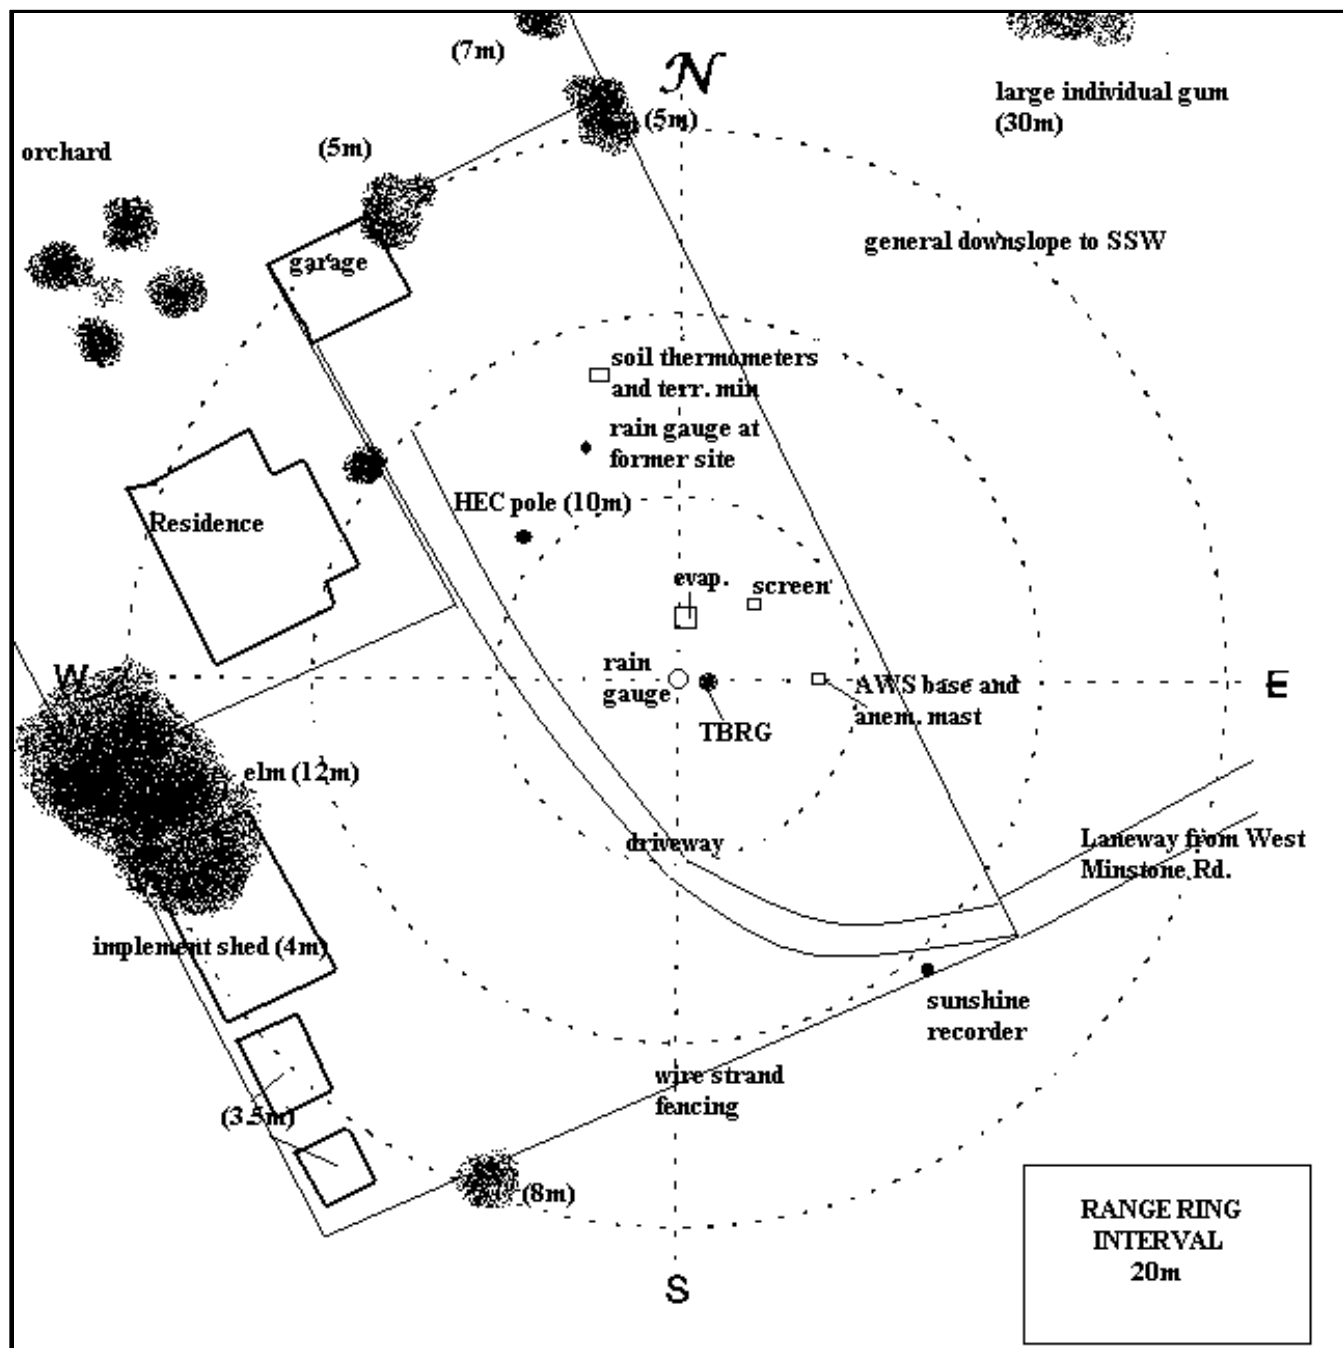 (7m)
N
large individual gum
(30m)
(5m)
orchard
(5m)
general downslope to SSW
garage
soil thermometers
and terr. min
rain gauge at
former site
HEC pole (10m)
Residence
evap.
screen
rain
gauge
W
E
AWS base and
anem. mast
TBRG
elm (12m)
driveway
Laneway from West
Minstone Rd.
implement shed (4m)
sunshine
recorder
wire strand
fencing
(3.5m)
(8m)
S
RANGE RING
INTERVAL
20m